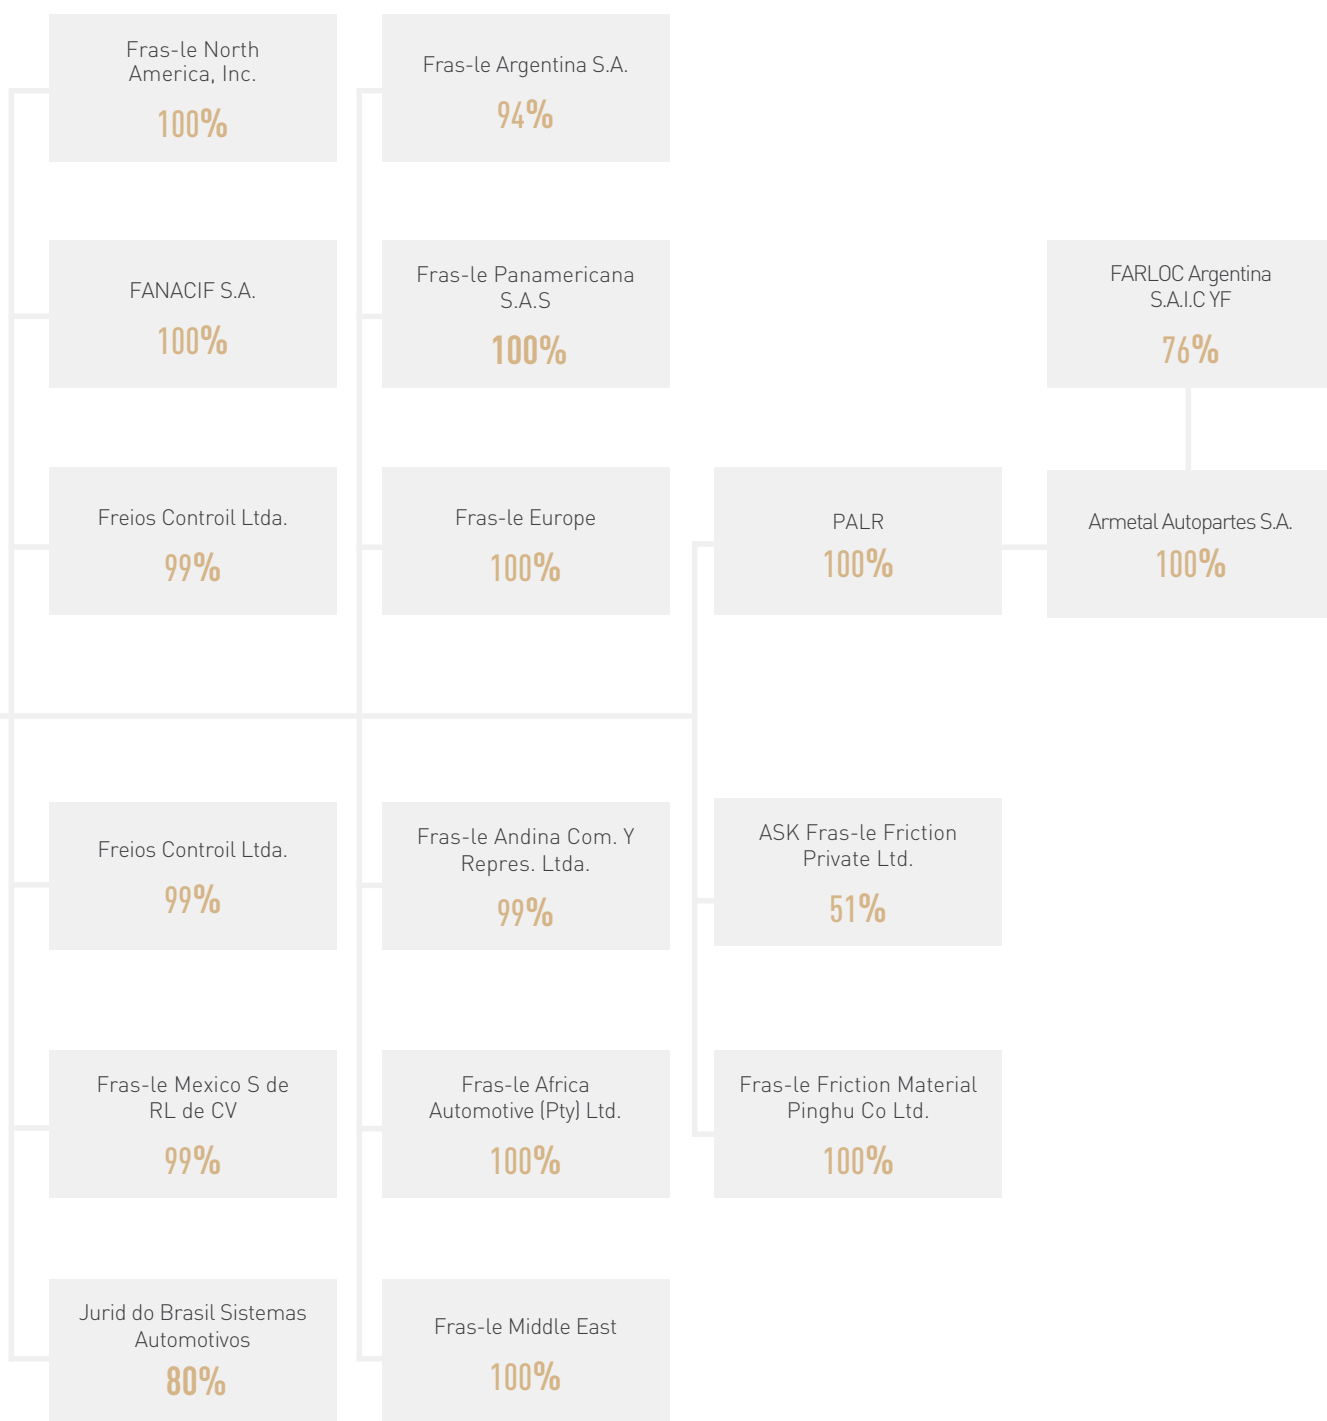 Fras-le North
America, Inc.
100%
Fras-le Argentina S.A.
94%
FANACIF S.A.
100%
Fras-le Panamericana
S.A.S
100%
FARLOC Argentina
S.A.I.C YF
76%
Freios Controil Ltda.
99%
Fras-le Europe
100%
PALR
100%
Armetal Autopartes S.A.
100%
Freios Controil Ltda.
99%
Fras-le Andina Com. Y
Repres. Ltda.
99%
ASK Fras-le Friction
Private Ltd.
51%
Fras-le Mexico S de
RL de CV
99%
Fras-le Africa
Automotive (Pty) Ltd.
100%
Fras-le Friction Material
Pinghu Co Ltd.
100%
Jurid do Brasil Sistemas
Automotivos
80%
Fras-le Middle East
100%